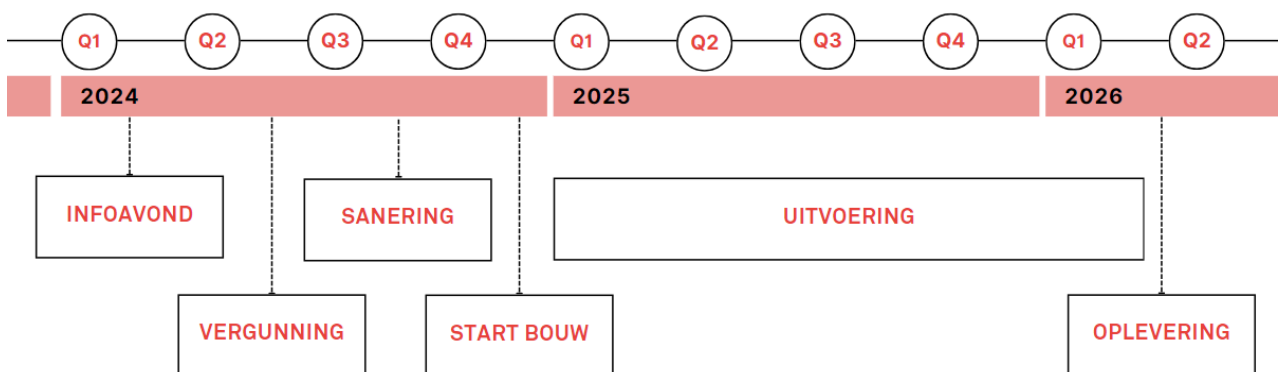 Q1 Q2 Q3 Q4 Q1 Q2 Q3 Q4 Q1 Q2
2024 2025 2026
INFOAVOND SANERING UITVOERING
VERGUNNING START BOUW OPLEVERING